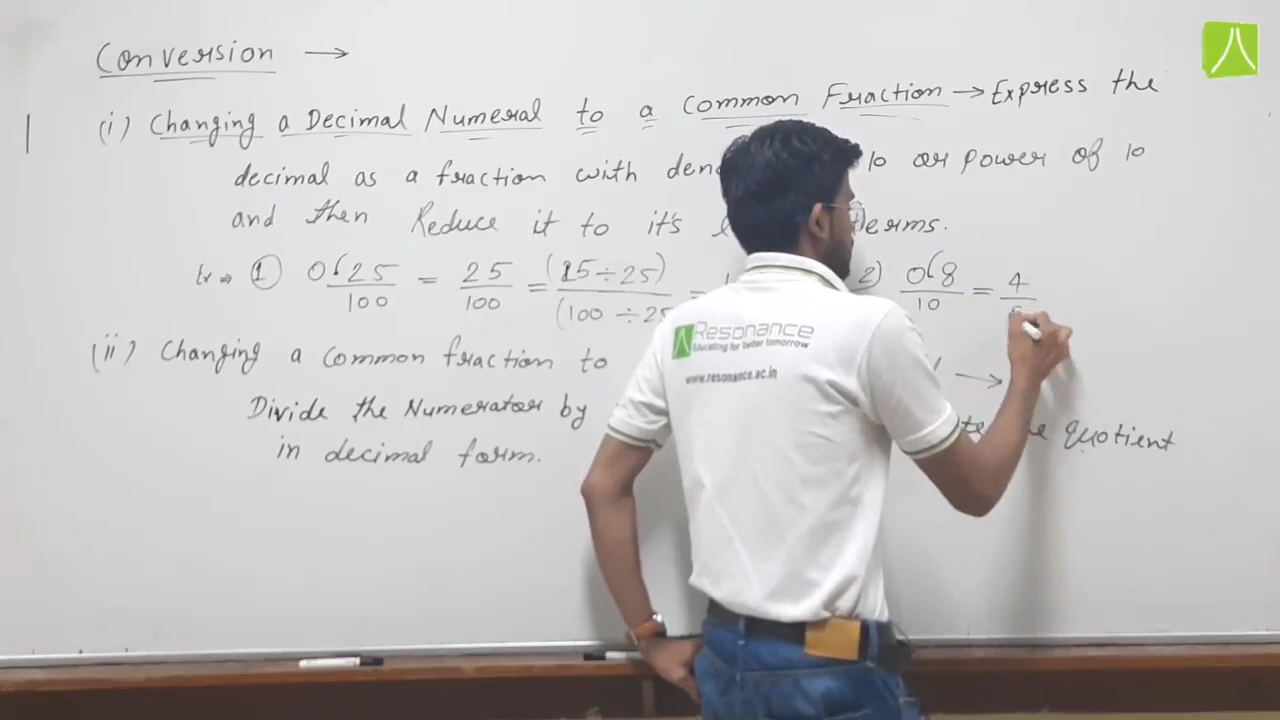 Conversion →
(i) Changing a Decimal Numeral to a Common Fraction → Express the
decimal as a fraction with 10 or power of 10
and then Reduce it to it's terms.
① 0.25/100 = 25/100 = (25÷25)/(100÷25 = 2) 0.8/10 = 4/5
(ii) Changing a common fraction to →
Divide the Numerator by Quotient
in decimal form.
Resonance
Educating for better tomorrow
www.resonance.ac.in